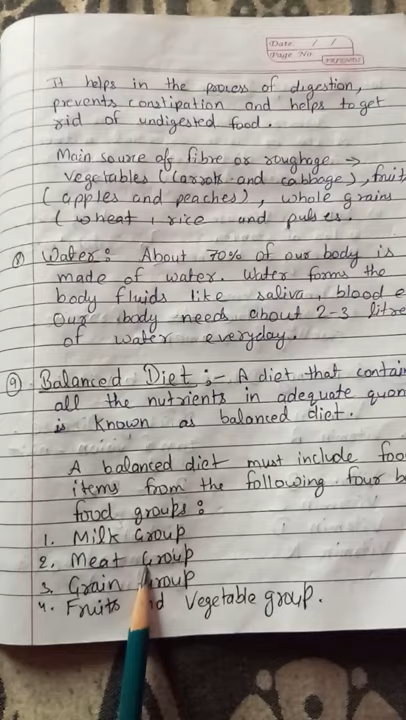 Date / /
Page No.
It helps in the process of digestion,
prevents constipation and helps to get
rid of undigested food.
Main source of fibre or roughage →
Vegetables (carrots and cabbage), fruit
(apples and peaches), whole grains
(wheat, rice and pulses.
Water: About 70% of our body is
made of water. Water forms the
body fluids like saliva, blood e
Our body needs about 2-3 litre
of water everyday.
9 Balanced Diet :- A diet that contai
all the nutrients in adequate quan
is known as balanced diet.
A balanced diet must include foo
items from the following four b
food groups:
1. Milk Group
2. Meat Group
3. Grain Group
4. Fruits Vegetable group.